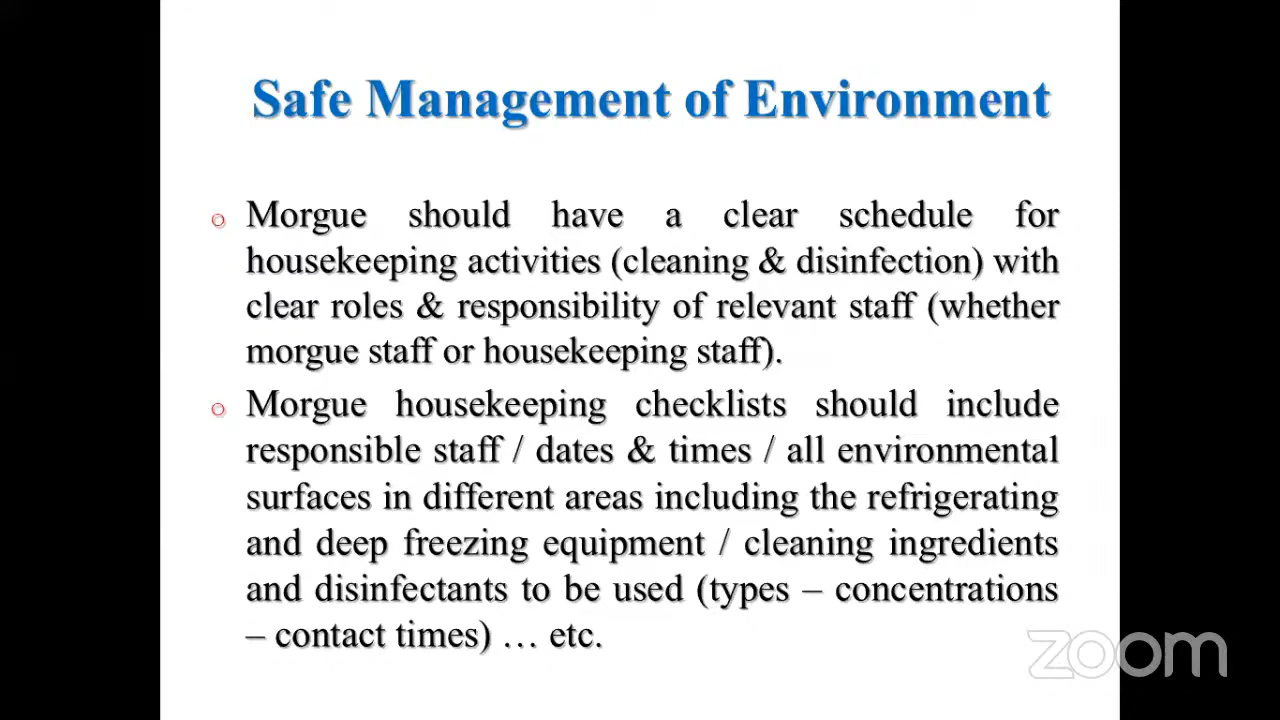 Safe Management of Environment
Morgue should have a clear schedule for
housekeeping activities (cleaning & disinfection) with
clear roles & responsibility of relevant staff (whether
morgue staff or housekeeping staff).
Morgue housekeeping checklists should include
responsible staff / dates & times / all environmental
surfaces in different areas including the refrigerating
and deep freezing equipment / cleaning ingredients
and disinfectants to be used (types – concentrations
– contact times) … etc.
zoom